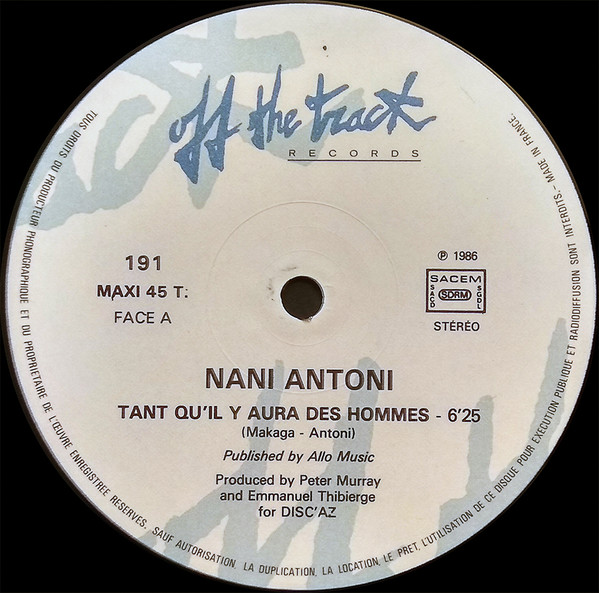 off the track
RECORDS
191
MAXI 45 T:
FACE A
℗ 1986
SACEM
SACD
SDRM
SGDL
STÉRÉO
NANI ANTONI
TANT QU'IL Y AURA DES HOMMES - 6'25
(Makaga - Antoni)
Published by Allo Music
Produced by Peter Murray
and Emmanuel Thibierge
for DISC'AZ
TOUS DROITS DU PRODUCTEUR PHONOGRAPHIQUE ET DU PROPRIETAIRE DE L'ŒUVRE ENREGISTREE RESERVES. SAUF AUTORISATION, LA DUPLICATION, LA LOCATION, LE PRET, L'UTILISATION DE CE DISQUE POUR EXECUTION PUBLIQUE ET RADIODIFFUSION SONT INTERDITS. - MADE IN FRANCE.